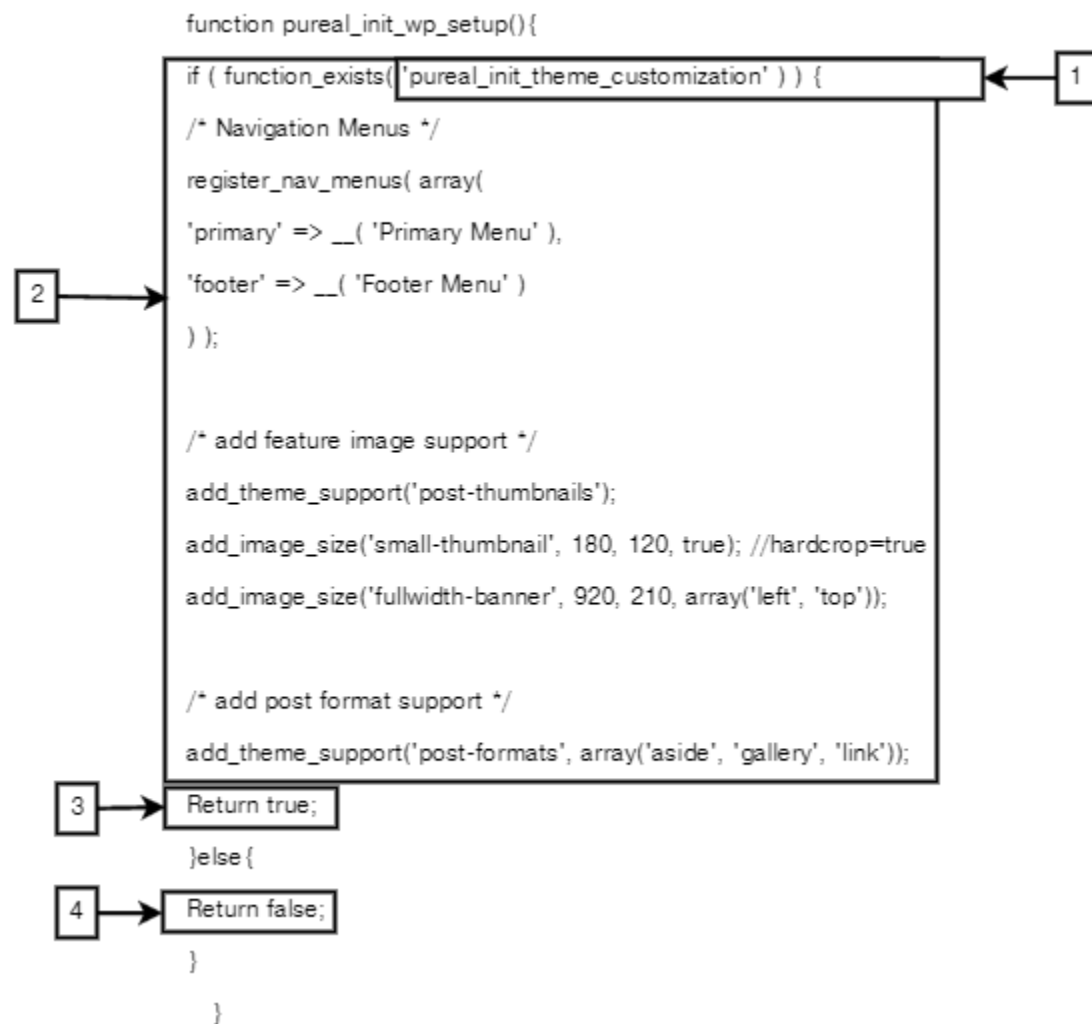 function pureal_init_wp_setup(){
if ( function_exists( 'pureal_init_theme_customization' ) ) {
1
/* Navigation Menus */
register_nav_menus( array(
'primary' => __( 'Primary Menu' ),
2
'footer' => __( 'Footer Menu' )
) );
/* add feature image support */
add_theme_support('post-thumbnails');
add_image_size('small-thumbnail', 180, 120, true); //hardcrop=true
add_image_size('fullwidth-banner', 920, 210, array('left', 'top'));
/* add post format support */
add_theme_support('post-formats', array('aside', 'gallery', 'link'));
3
Return true;
}else{
4
Return false;
}
}